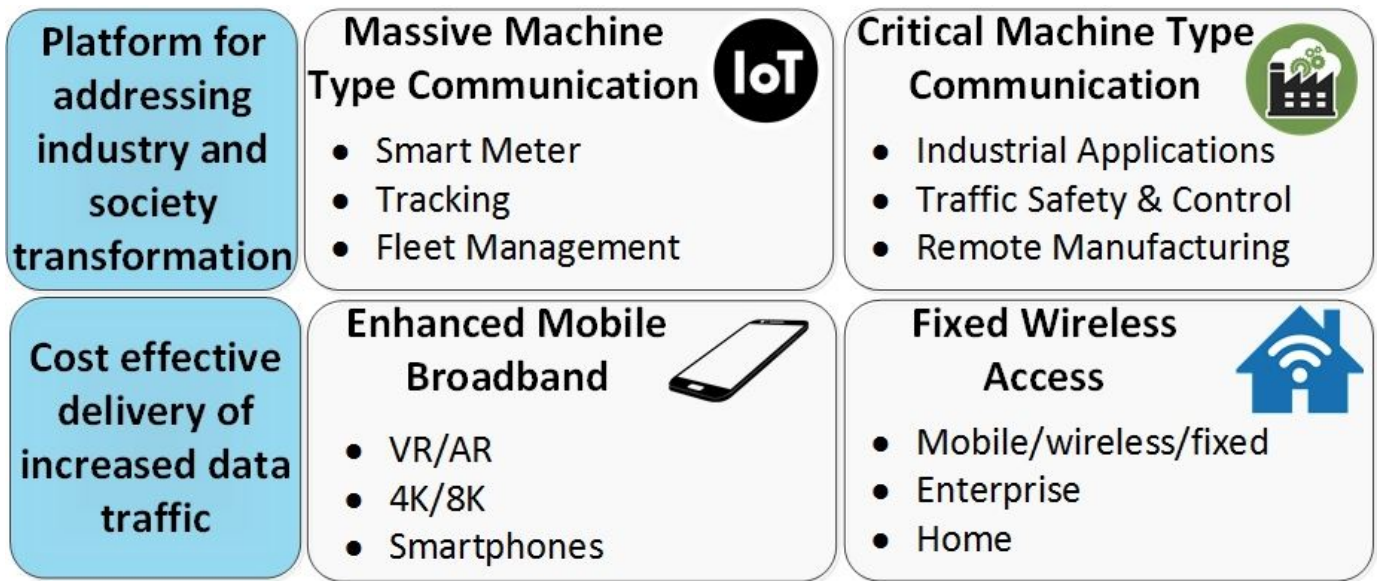 Platform for
addressing
industry and
society
transformation
Massive Machine
Type Communication
IoT
● Smart Meter
● Tracking
● Fleet Management
Critical Machine Type
Communication
● Industrial Applications
● Traffic Safety & Control
● Remote Manufacturing
Cost effective
delivery of
increased data
traffic
Enhanced Mobile
Broadband
● VR/AR
● 4K/8K
● Smartphones
Fixed Wireless
Access
● Mobile/wireless/fixed
● Enterprise
● Home